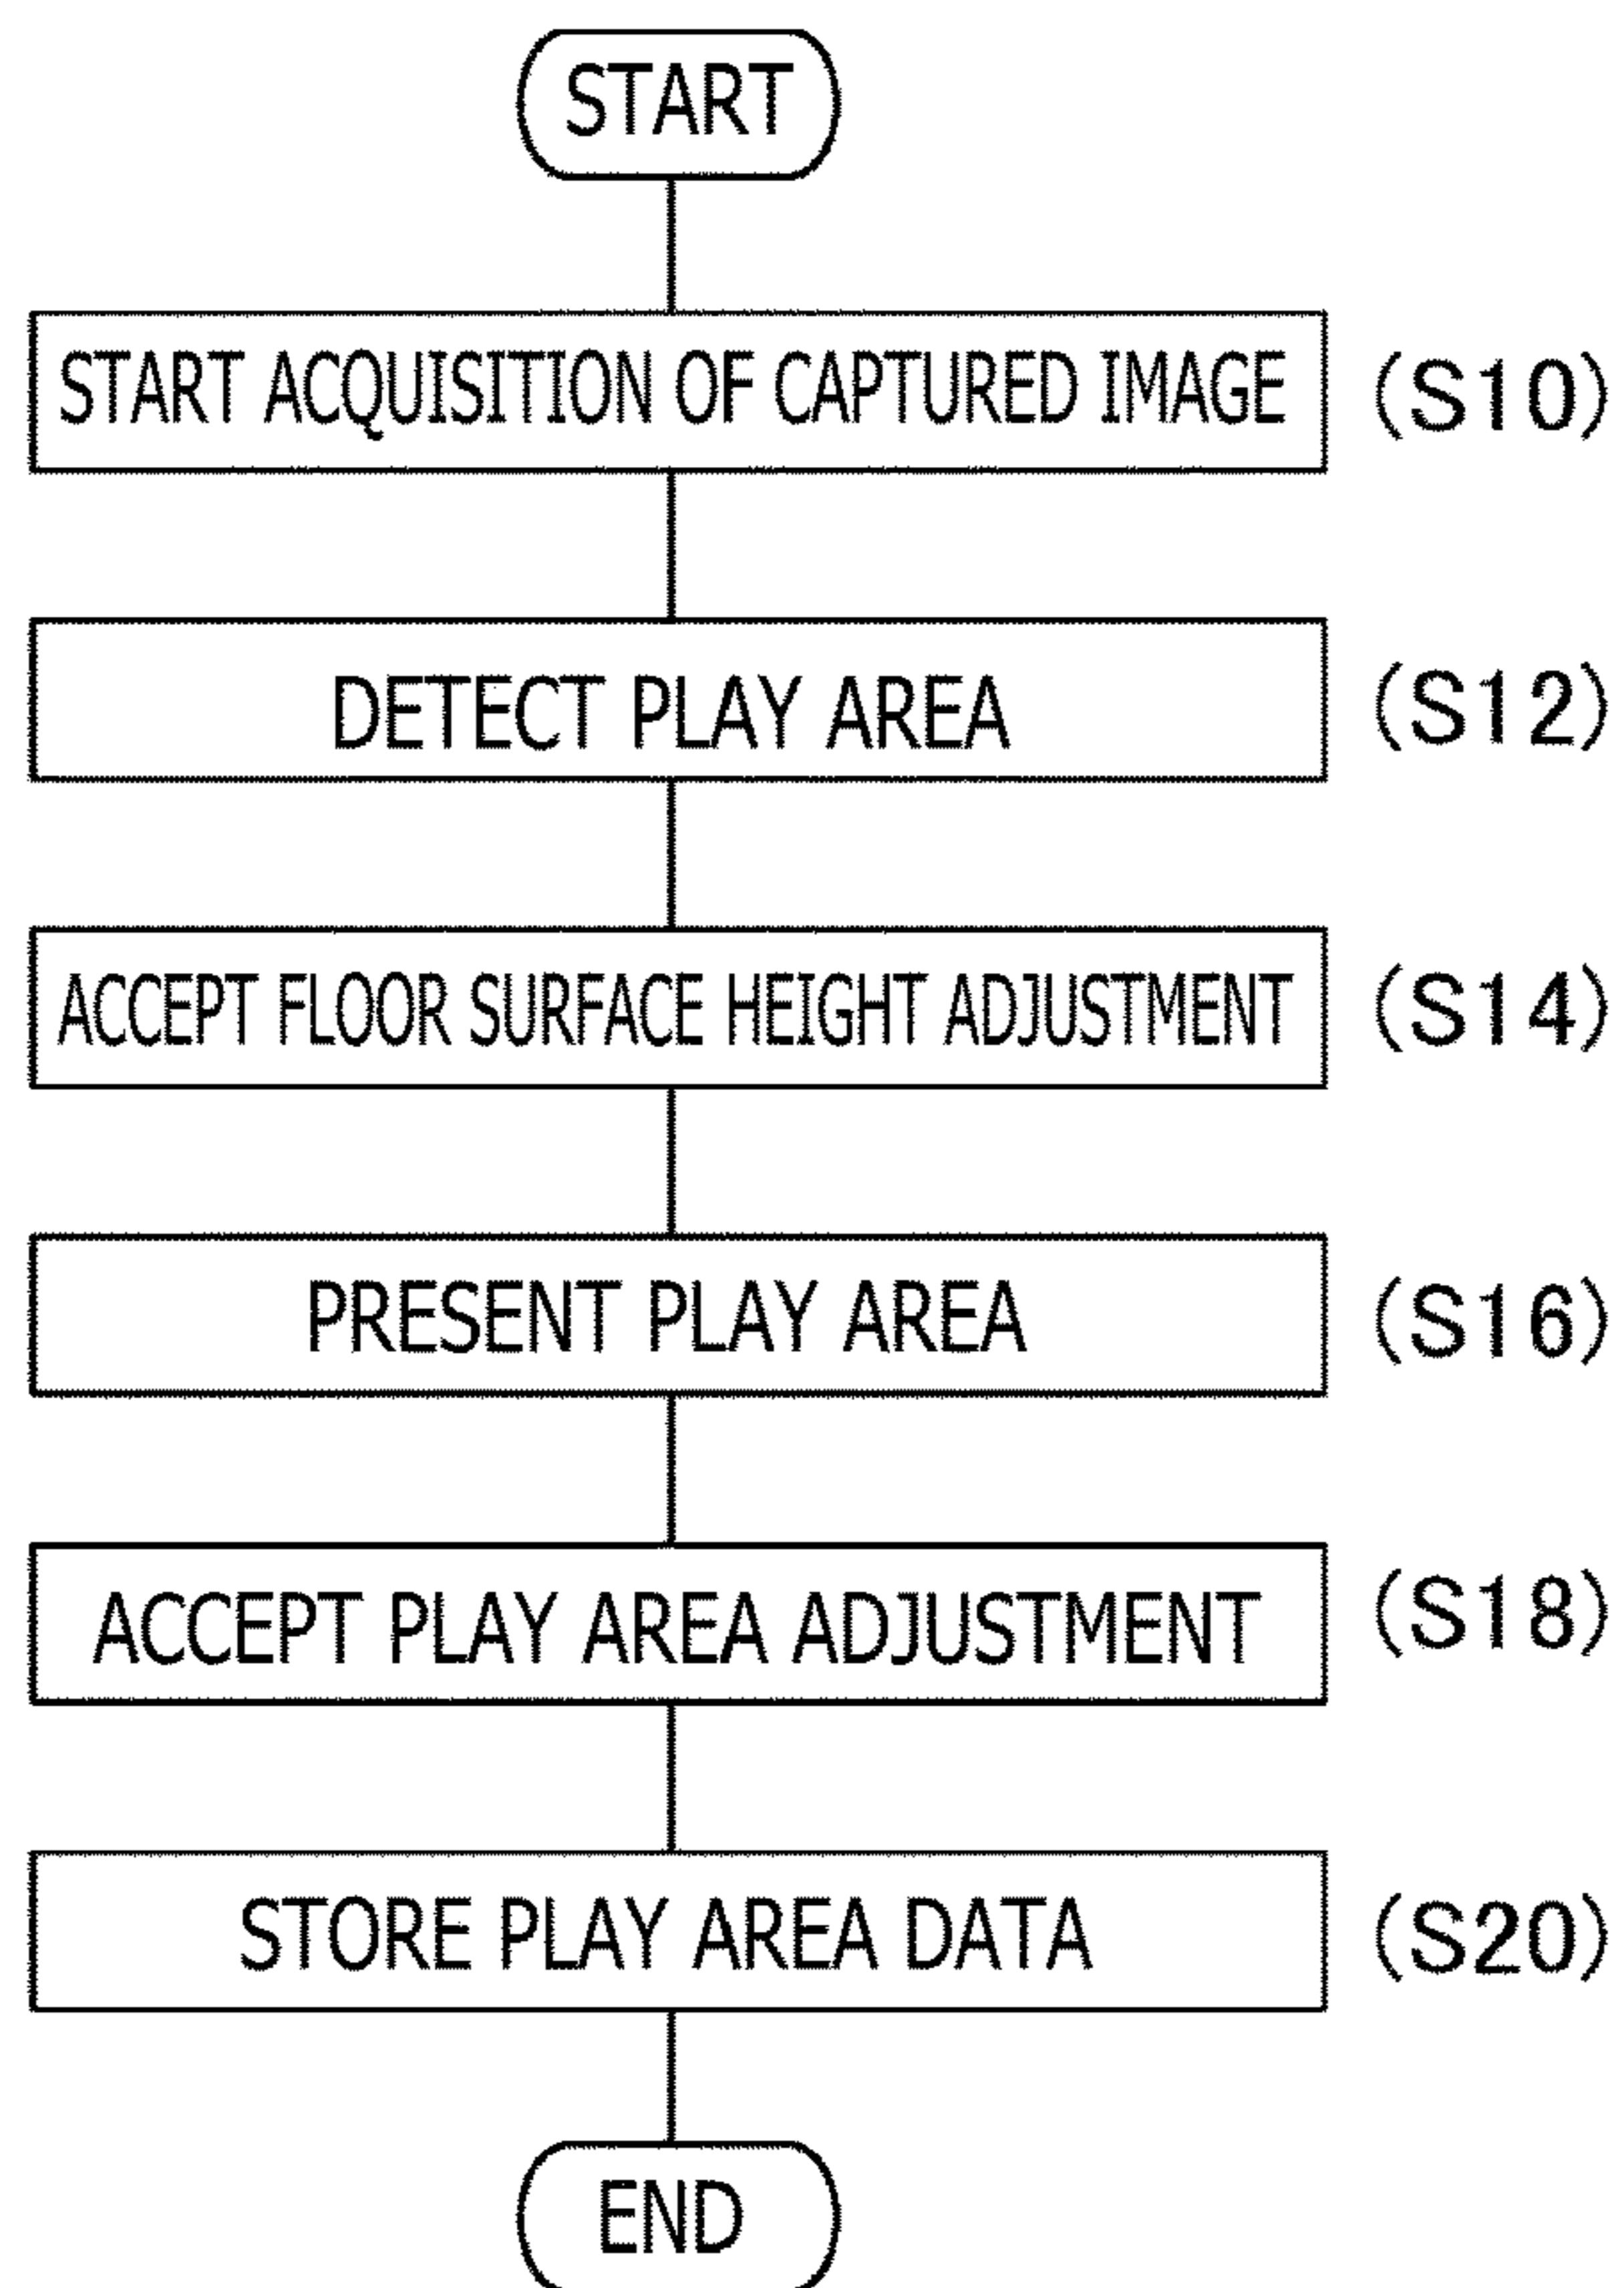 START
START ACQUISITION OF CAPTURED IMAGE (S10)
DETECT PLAY AREA (S12)
ACCEPT FLOOR SURFACE HEIGHT ADJUSTMENT (S14)
PRESENT PLAY AREA (S16)
ACCEPT PLAY AREA ADJUSTMENT (S18)
STORE PLAY AREA DATA (S20)
END